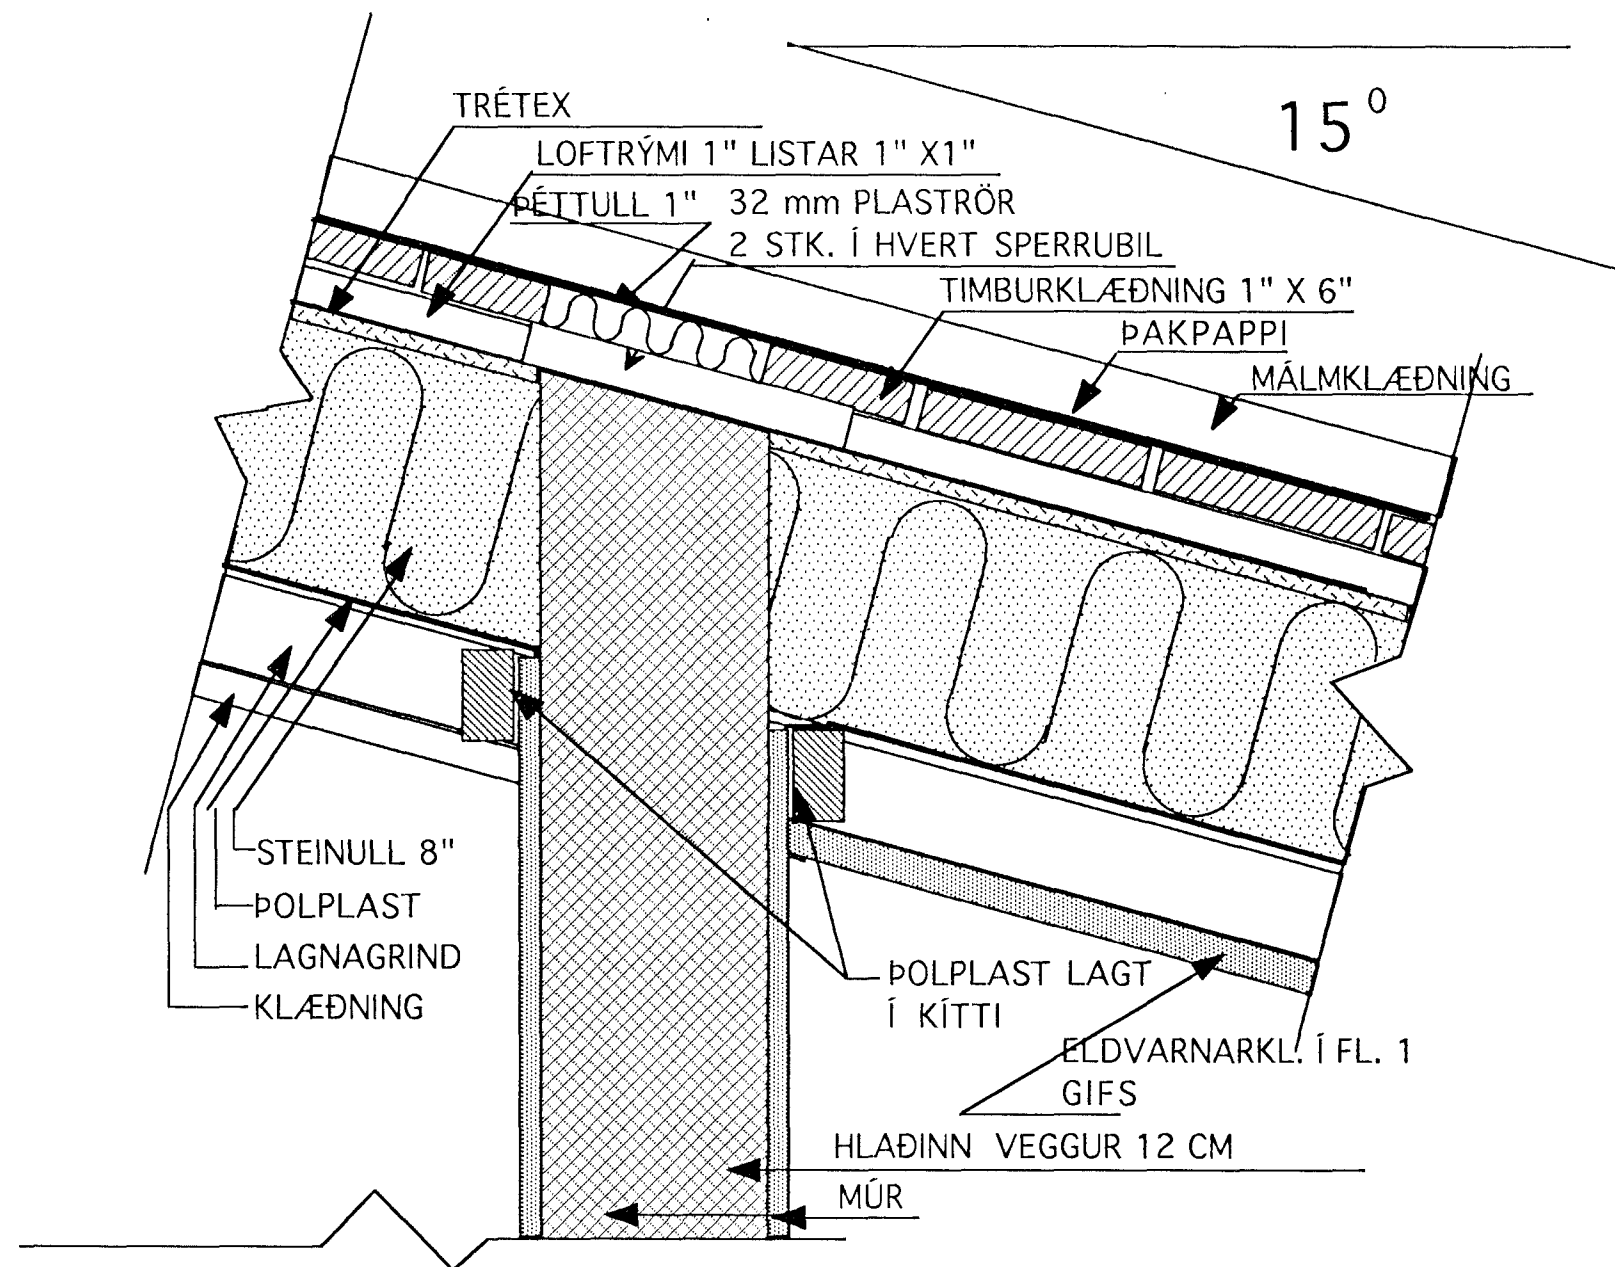 15°
TRÉTEX
LOFTRÝMI 1" LISTAR 1" X1"
ÞÉTTULL 1"
32 mm PLASTRÖR
2 STK. Í HVERT SPERRUBIL
TIMBURKLÆÐNING 1" X 6"
ÞAKPAPPI
MÁLMKLÆÐNING
STEINULL 8"
ÞOLPLAST
LAGNAGRIND
KLÆÐNING
ÞOLPLAST LAGT
Í KÍTTI
ELDVARNARKL. Í FL. 1
GIFS
HLAÐINN VEGGUR 12 CM
MÚR